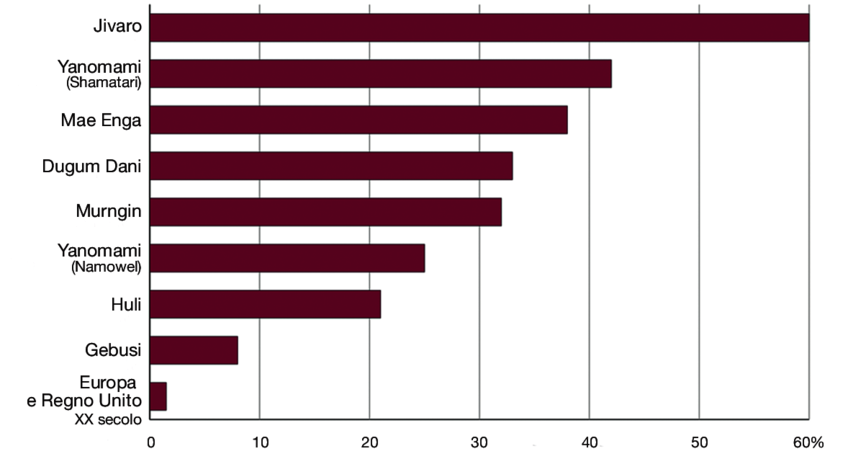 Jivaro
Yanomami
(Shamatari)
Mae Enga
Dugum Dani
Murngin
Yanomami
(Namowel)
Huli
Gebusi
Europa
e Regno Unito
XX secolo
0 10 20 30 40 50 60%